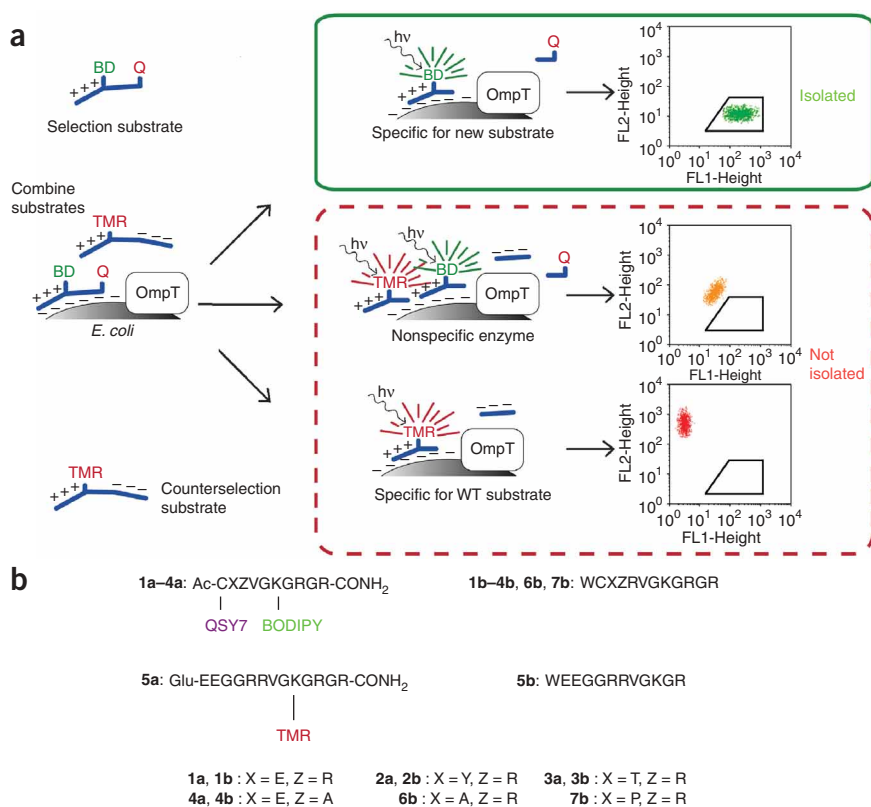 a
BD Q
+++
Selection substrate
hν
BD
Q
+++
OmpT
– – – – –
Specific for new substrate
FL2-Height
10⁴
10³
10²
10¹
10⁰
10⁰ 10¹ 10² 10³ 10⁴
FL1-Height
Isolated
Combine
substrates
TMR
+++ – – –
BD Q
+++
OmpT
E. coli
hν hν
TMR BD
– – –
Q
+++ +++
OmpT
Nonspecific enzyme
FL2-Height
10⁴
10³
10²
10¹
10⁰
10⁰ 10¹ 10² 10³ 10⁴
FL1-Height
Not
isolated
hν
TMR
– – –
+++
OmpT
Specific for WT substrate
FL2-Height
10⁴
10³
10²
10¹
10⁰
10⁰ 10¹ 10² 10³ 10⁴
FL1-Height
TMR
+++ – – –
Counterselection
substrate
b
1a–4a: Ac-CXZVGKGRGR-CONH₂ 1b–4b, 6b, 7b: WCXZRVGKGRGR
QSY7 BODIPY
5a: Glu-EEGGRRVGKGRGR-CONH₂ 5b: WEEGGRRVGKGR
TMR
1a, 1b : X = E, Z = R 2a, 2b : X = Y, Z = R 3a, 3b : X = T, Z = R
4a, 4b : X = E, Z = A 6b : X = A, Z = R 7b : X = P, Z = R